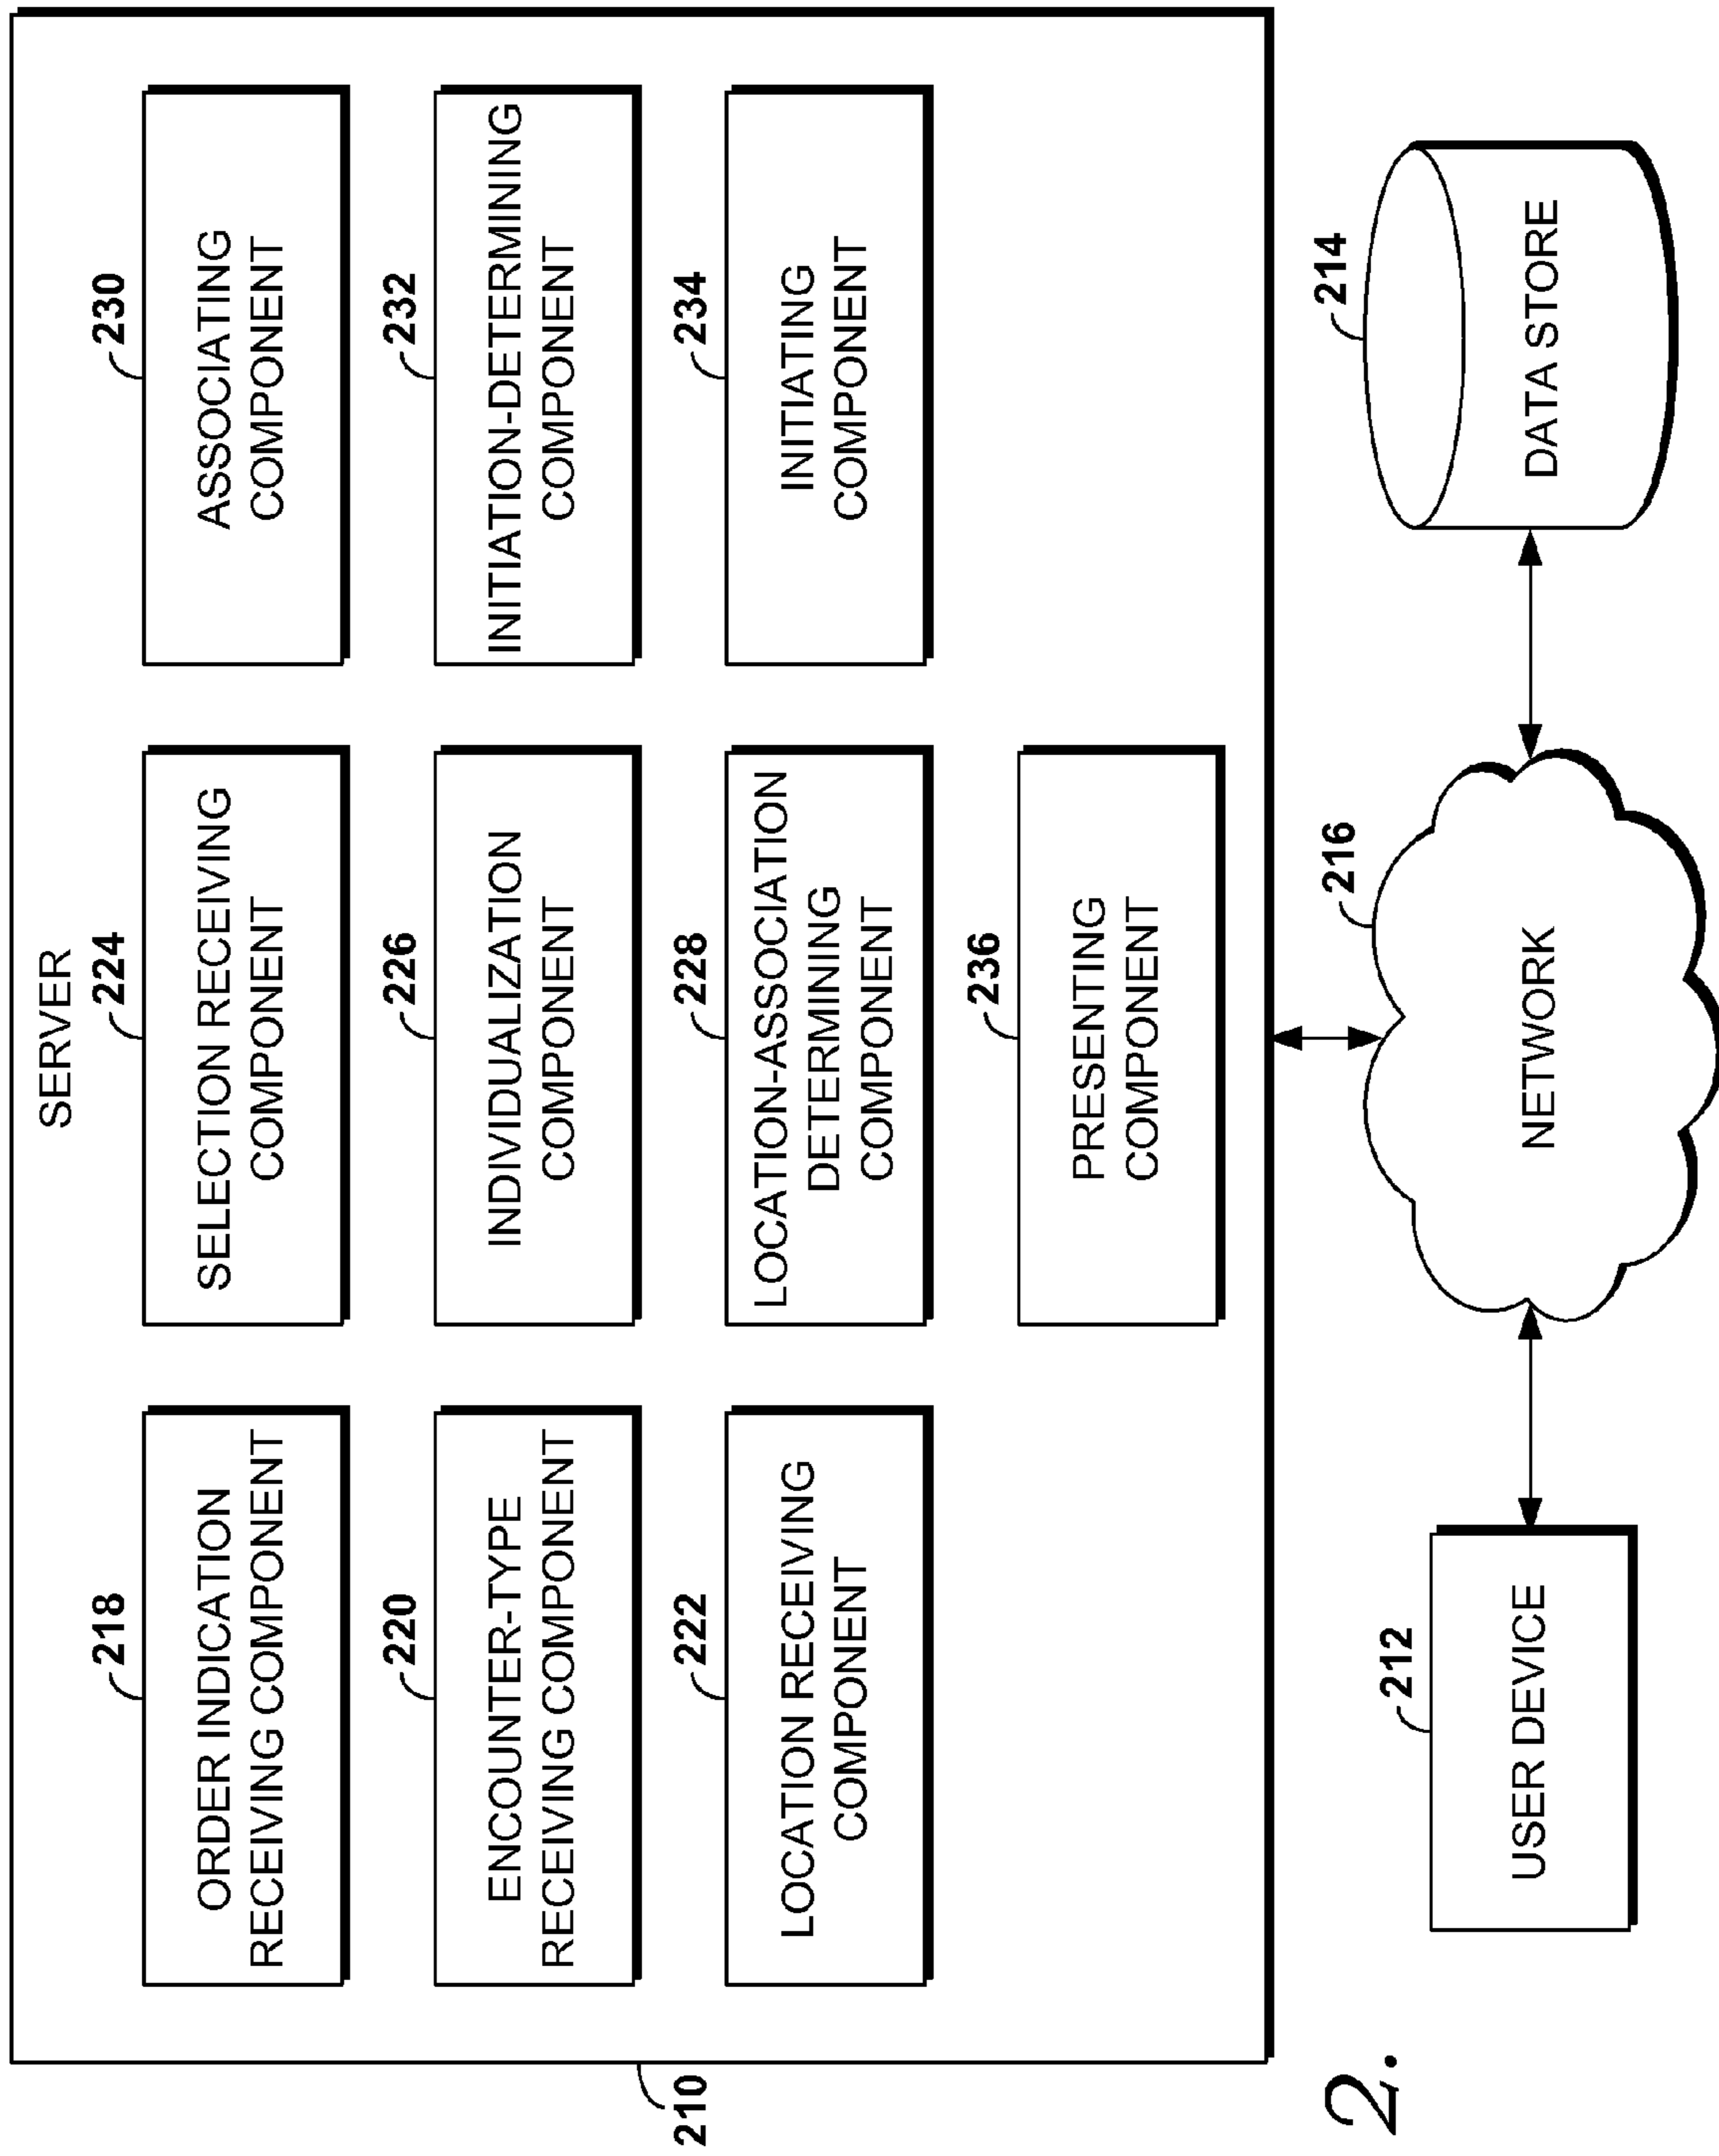 SERVER
218
ORDER INDICATION
RECEIVING COMPONENT
220
ENCOUNTER-TYPE
RECEIVING COMPONENT
222
LOCATION RECEIVING
COMPONENT
224
SELECTION RECEIVING
COMPONENT
226
INDIVIDUALIZATION
COMPONENT
228
LOCATION-ASSOCIATION
DETERMINING
COMPONENT
236
PRESENTING
COMPONENT
230
ASSOCIATING
COMPONENT
232
INITIATION-DETERMINING
COMPONENT
234
INITIATING
COMPONENT
210
212
USER DEVICE
216
NETWORK
214
DATA STORE
2.